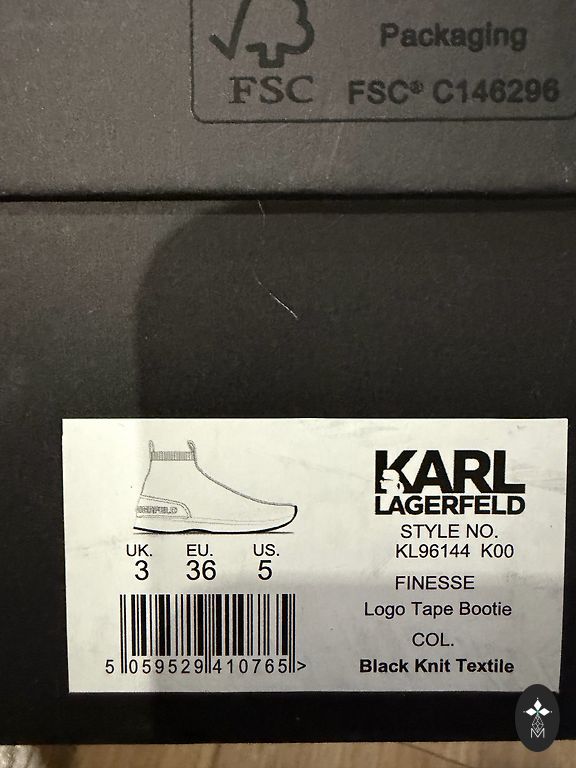 Packaging
FSC FSC® C146296
KARL
LAGERFELD
STYLE NO.
KL96144 K00
UK. EU. US.
3 36 5
FINESSE
Logo Tape Bootie
COL.
Black Knit Textile
5 059529 410765 >
M